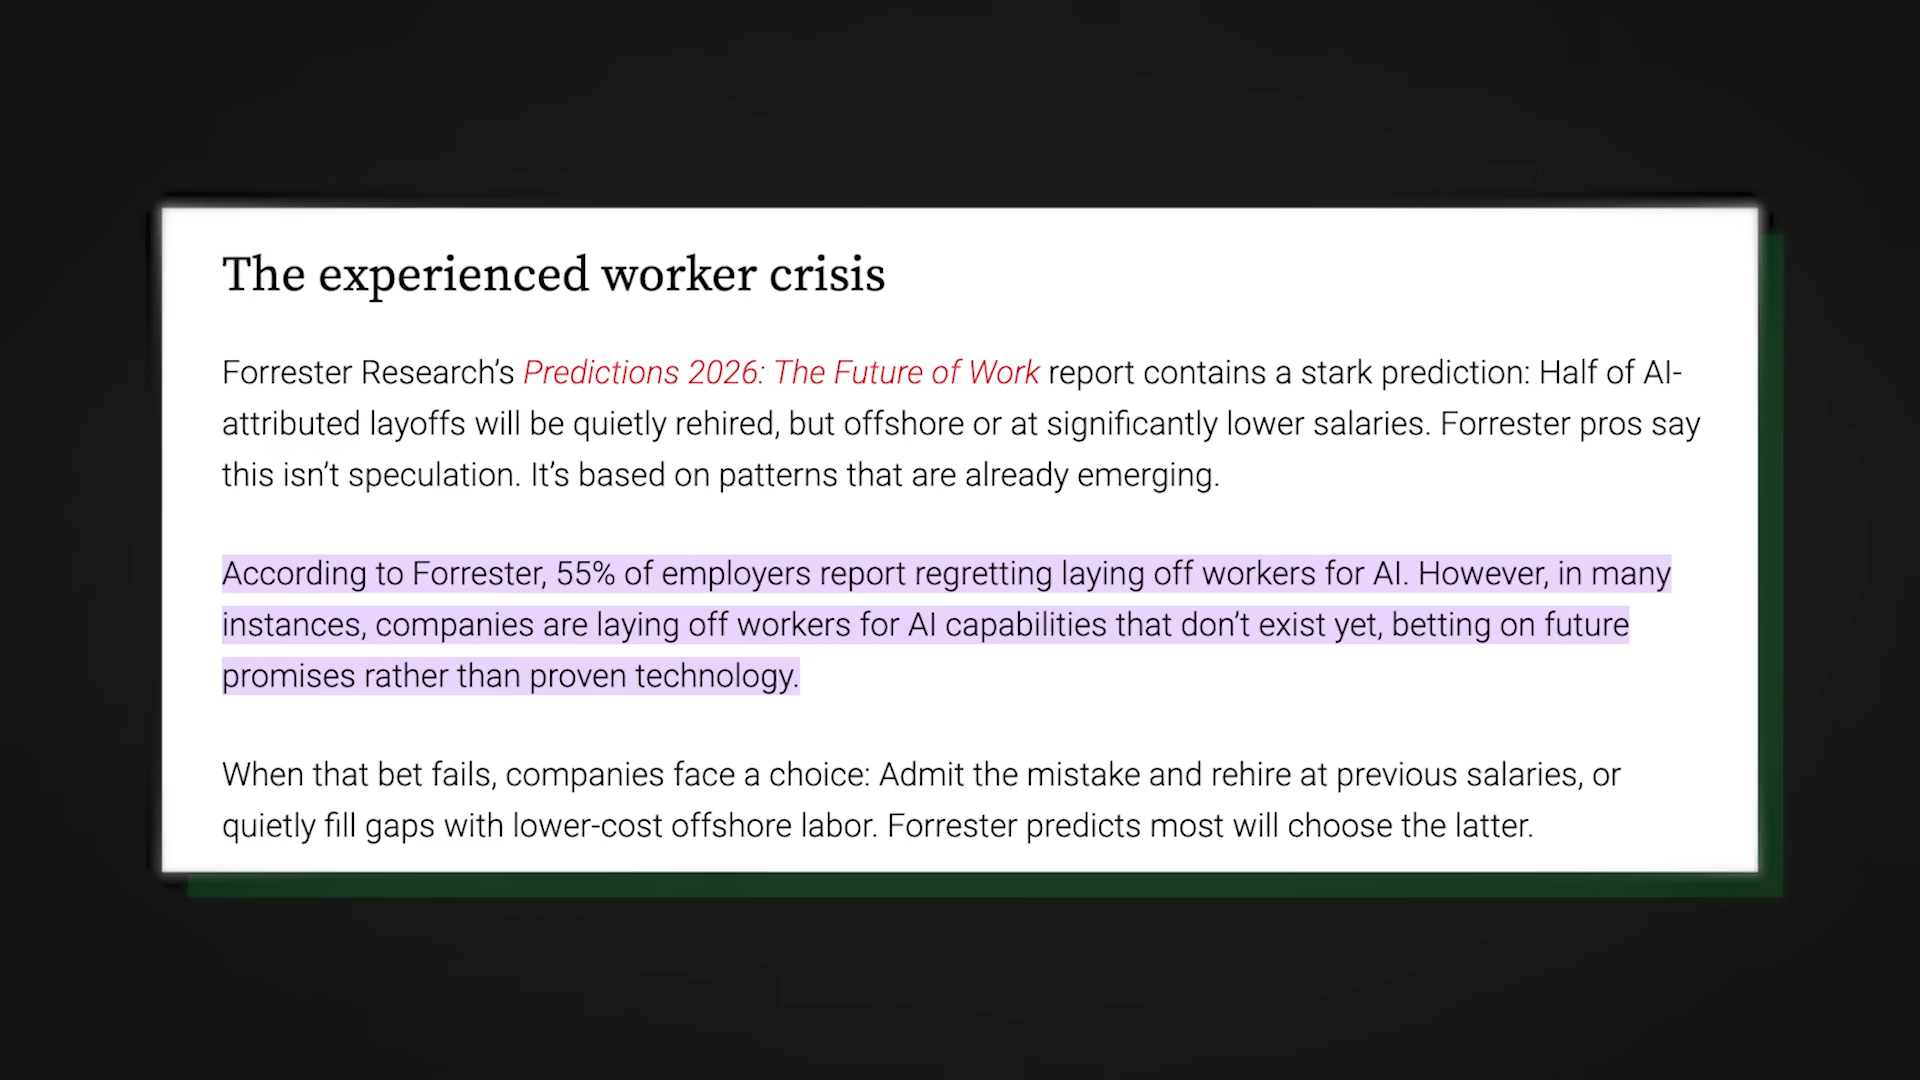 The experienced worker crisis
Forrester Research’s Predictions 2026: The Future of Work report contains a stark prediction: Half of AI-
attributed layoffs will be quietly rehired, but offshore or at significantly lower salaries. Forrester pros say
this isn’t speculation. It’s based on patterns that are already emerging.
According to Forrester, 55% of employers report regretting laying off workers for AI. However, in many
instances, companies are laying off workers for AI capabilities that don’t exist yet, betting on future
promises rather than proven technology.
When that bet fails, companies face a choice: Admit the mistake and rehire at previous salaries, or
quietly fill gaps with lower-cost offshore labor. Forrester predicts most will choose the latter.